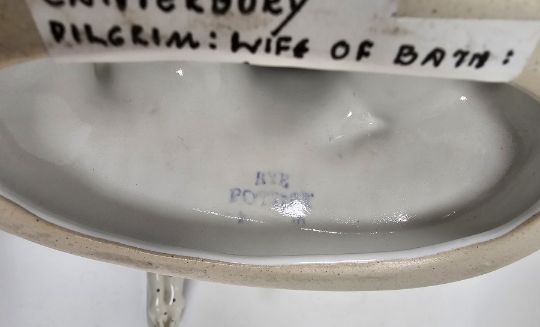 CANTERBURY
PILGRIM: WIFE OF BATH:
RYE
POTTERY